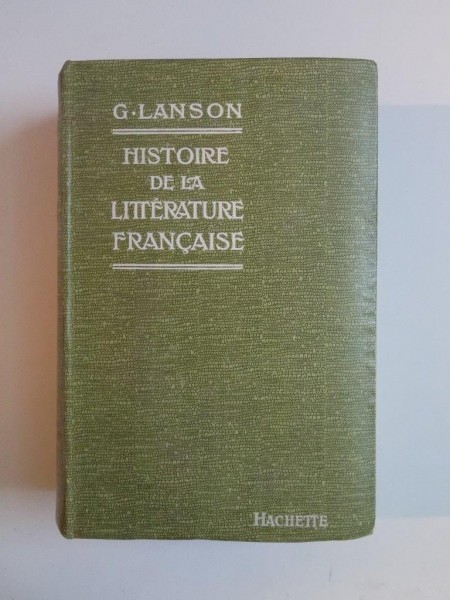 G. LANSON
HISTOIRE
DE LA
LITTÉRATURE
FRANÇAISE
HACHETTE